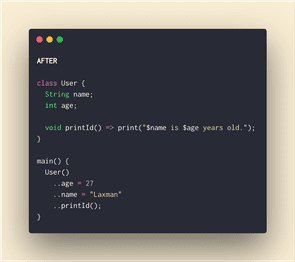 AFTER
class User {
String name;
int age;
void printId() => print("$name is $age years old.");
}
main() {
User()
..age = 27
..name = "Laxman"
..printId();
}